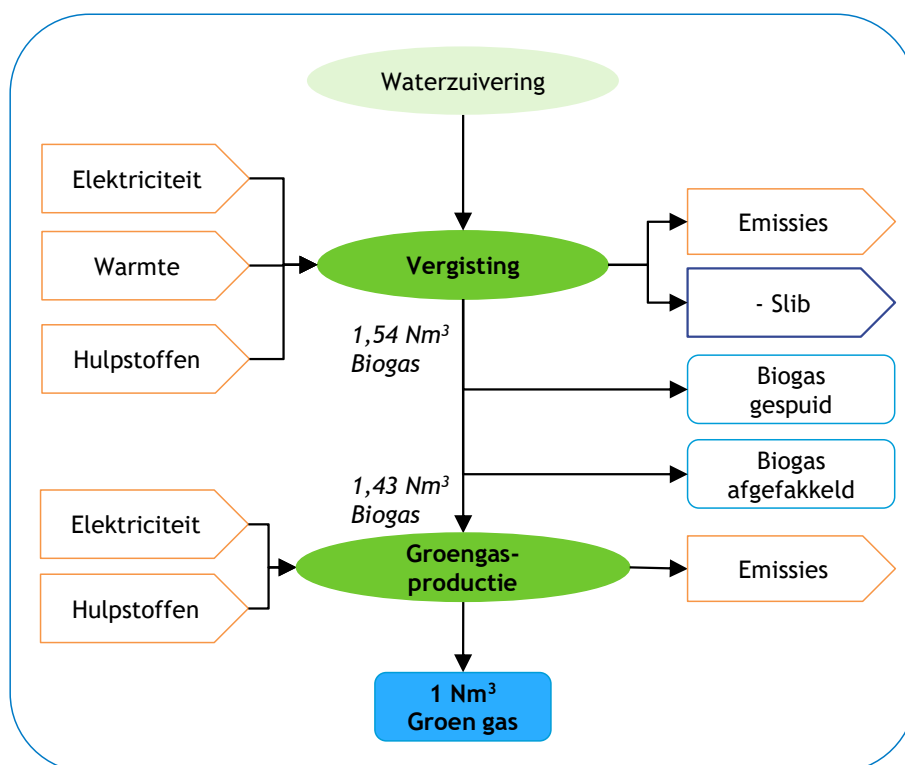 Waterzuivering
Elektriciteit
Warmte
Hulpstoffen
Vergisting
Emissies
- Slib
1,54 Nm³
Biogas
Biogas
gespuid
Biogas
afgefakkeld
1,43 Nm³
Biogas
Elektriciteit
Hulpstoffen
Groengas-
productie
Emissies
1 Nm³
Groen gas